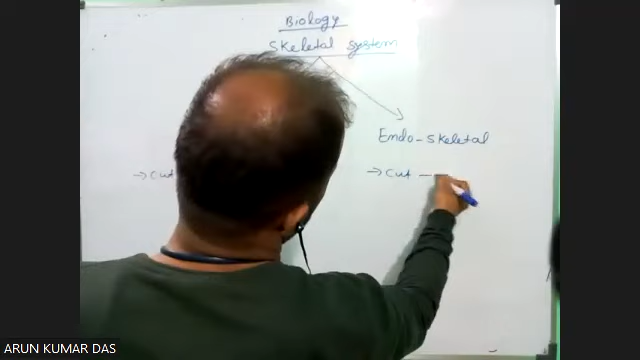 Biology
Skeletal system
Endo-Skeletal
→ Cut → Cut –
ARUN KUMAR DAS